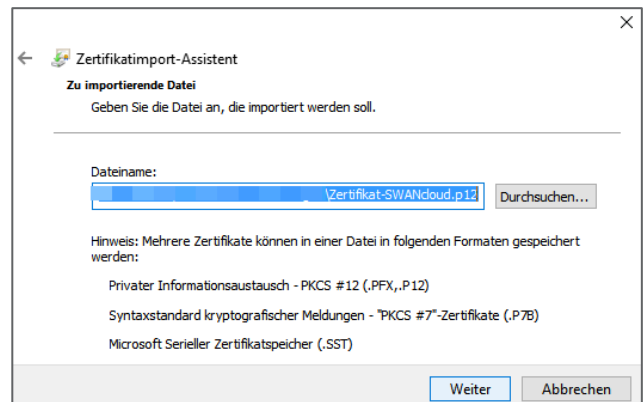 Zertifikatimport-Assistent
Zu importierende Datei
Geben Sie die Datei an, die importiert werden soll.
Dateiname:
\Zertifikat-SWANcloud.p12
Durchsuchen...
Hinweis: Mehrere Zertifikate können in einer Datei in folgenden Formaten gespeichert
werden:
Privater Informationsaustausch - PKCS #12 (.PFX,.P12)
Syntaxstandard kryptografischer Meldungen - "PKCS #7"-Zertifikate (.P7B)
Microsoft Serieller Zertifikatspeicher (.SST)
Weiter
Abbrechen